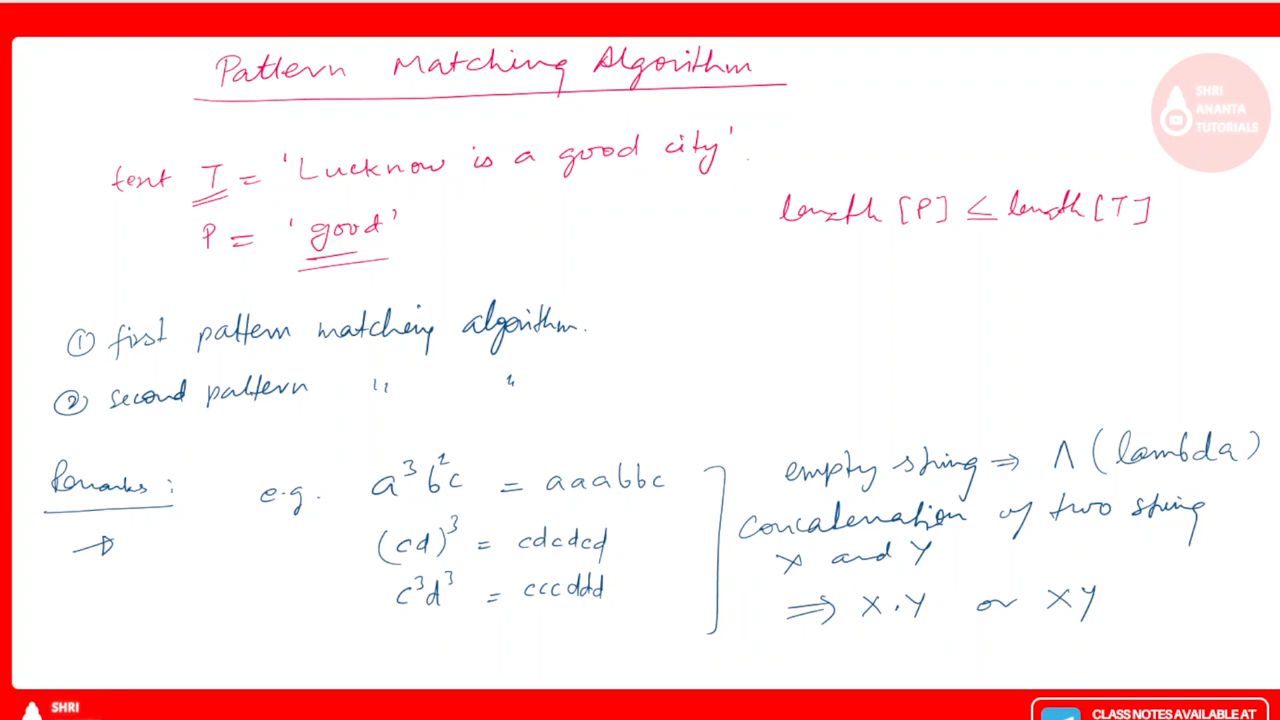 Pattern Matching Algorithm
SHRI
ANANTA
TUTORIALS
text T = 'Lucknow is a good city'.
P = 'good'
length [P] ≤ length [T]
① first pattern matching algorithm.
② second pattern " "
Remarks :
→
e.g. a³b²c = aaabbc
(cd)³ = cdcdcd
c³d³ = cccddd
empty string ⇒ Λ (lambda)
concatenation of two string
X and Y
⇒ X.Y or XY
SHRI
CLASS NOTES AVAILABLE AT